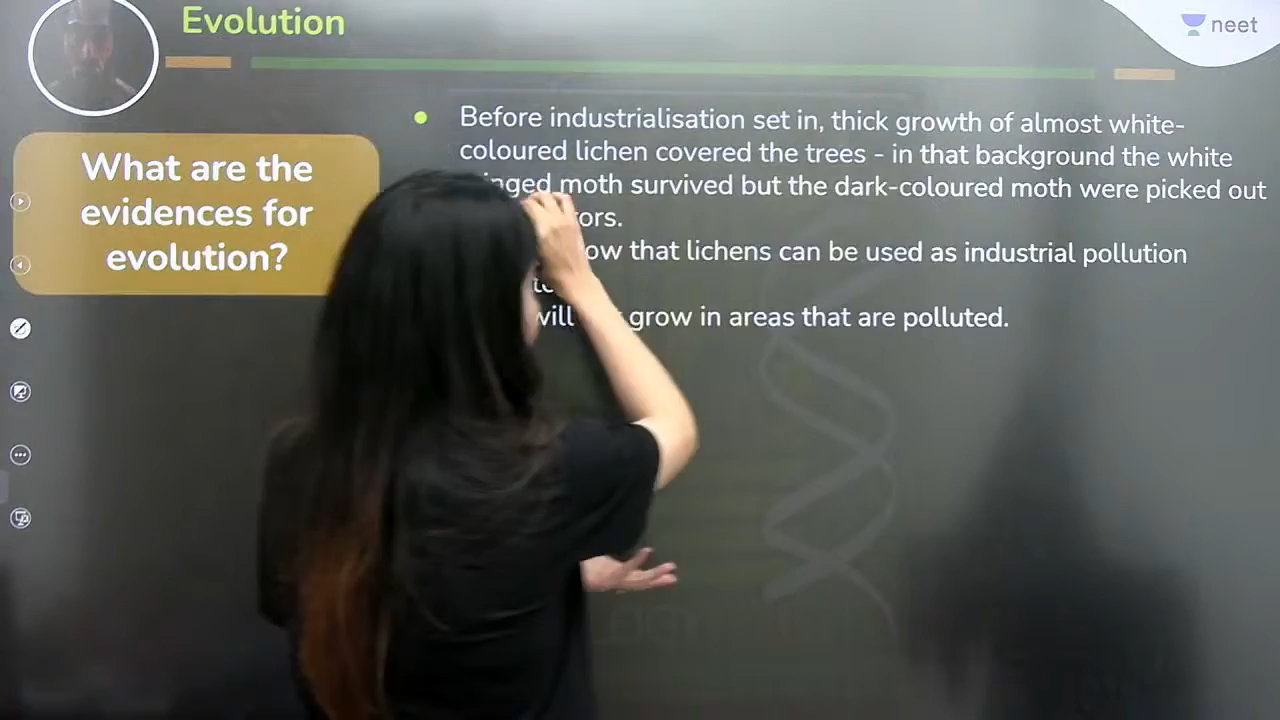 Evolution
neet
What are the
evidences for
evolution?
Before industrialisation set in, thick growth of almost white-
coloured lichen covered the trees - in that background the white
moth survived but the dark-coloured moth were picked out
that lichens can be used as industrial pollution
will grow in areas that are polluted.